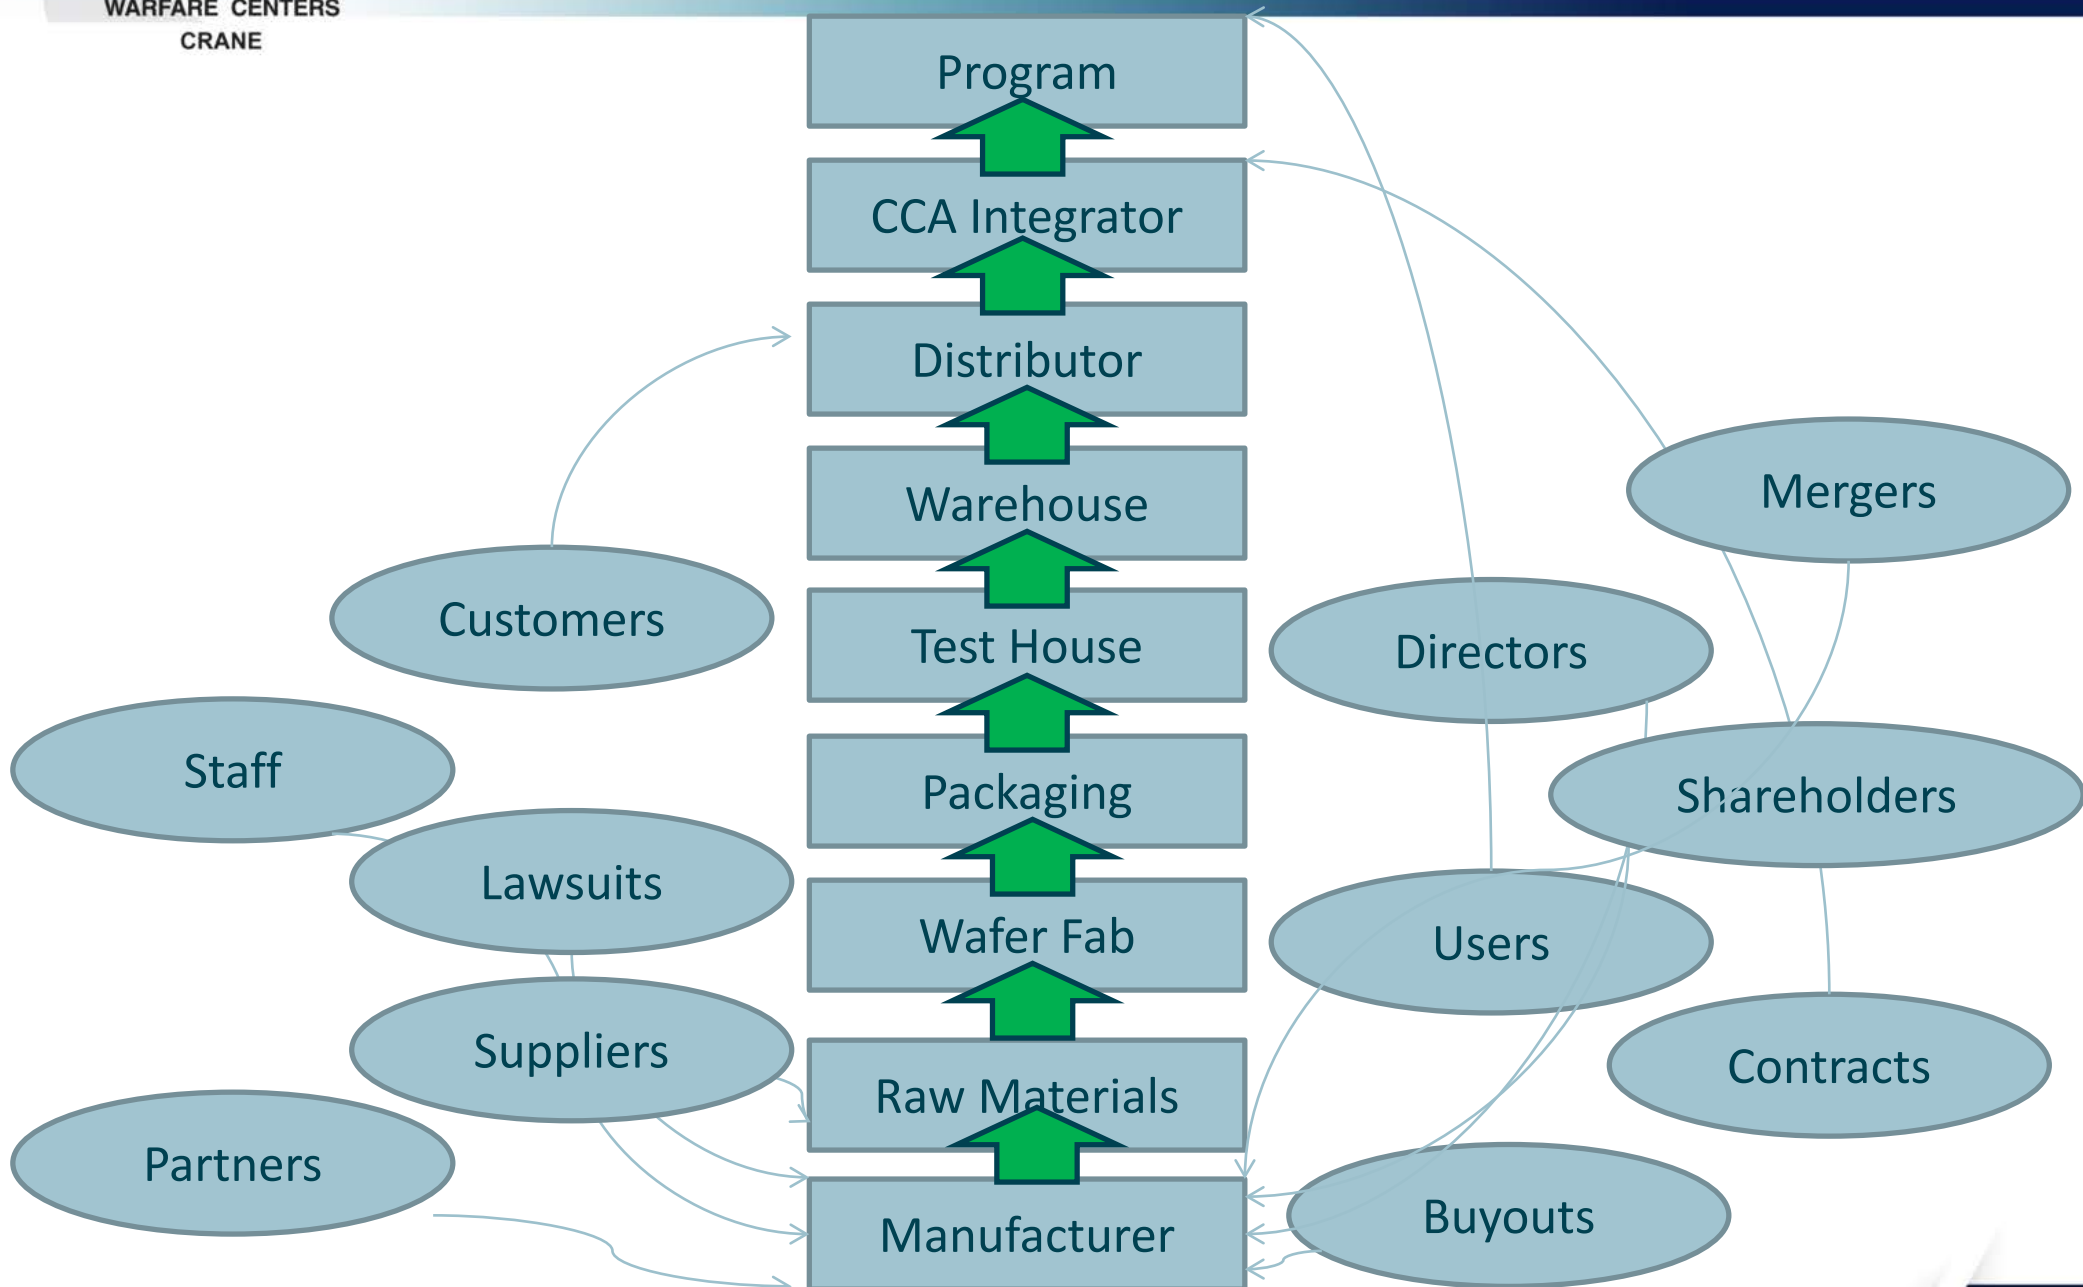 WARFARE CENTERS
CRANE
Program
CCA Integrator
Distributor
Warehouse
Mergers
Customers
Test House
Directors
Staff
Packaging
Shareholders
Lawsuits
Wafer Fab
Users
Suppliers
Raw Materials
Contracts
Partners
Manufacturer
Buyouts